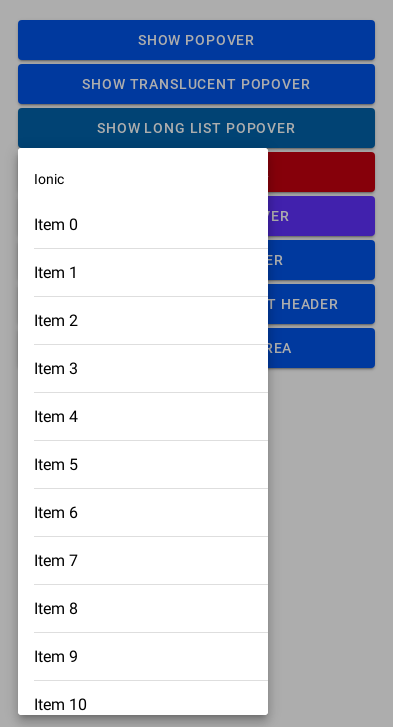 SHOW POPOVER
SHOW TRANSLUCENT POPOVER
SHOW LONG LIST POPOVER
Ionic
Item 0
Item 1
Item 2
Item 3
Item 4
Item 5
Item 6
Item 7
Item 8
Item 9
Item 10
VER
ER
T HEADER
REA